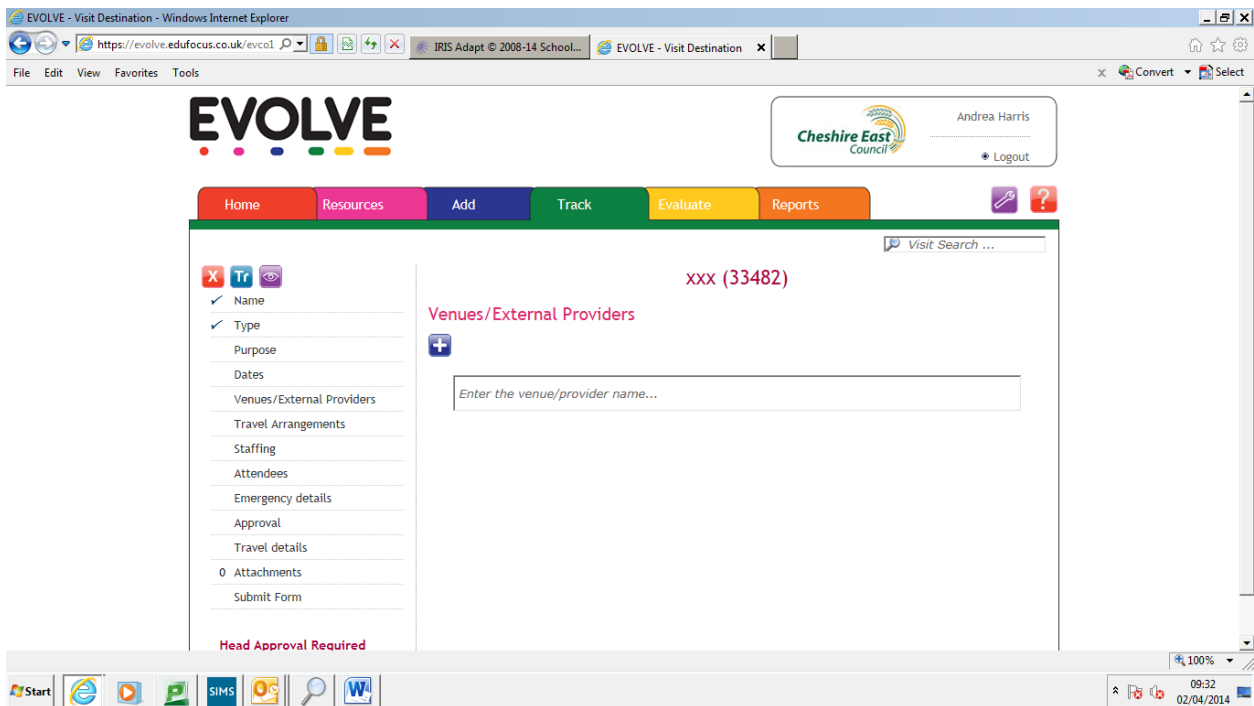 EVOLVE - Visit Destination - Windows Internet Explorer
https://evolve.edufocus.co.uk/evco1
IRIS Adapt © 2008-14 School...
EVOLVE - Visit Destination
File Edit View Favorites Tools
x Convert Select
EVOLVE
Cheshire East
Council
Andrea Harris
Logout
Home Resources Add Track Evaluate Reports ?
Visit Search ...
X Tr
xxx (33482)
Name
Type
Purpose
Dates
Venues/External Providers
Travel Arrangements
Staffing
Attendees
Emergency details
Approval
Travel details
0 Attachments
Submit Form
Head Approval Required
Venues/External Providers
Enter the venue/provider name...
100%
Start SIMS W
09:32
02/04/2014